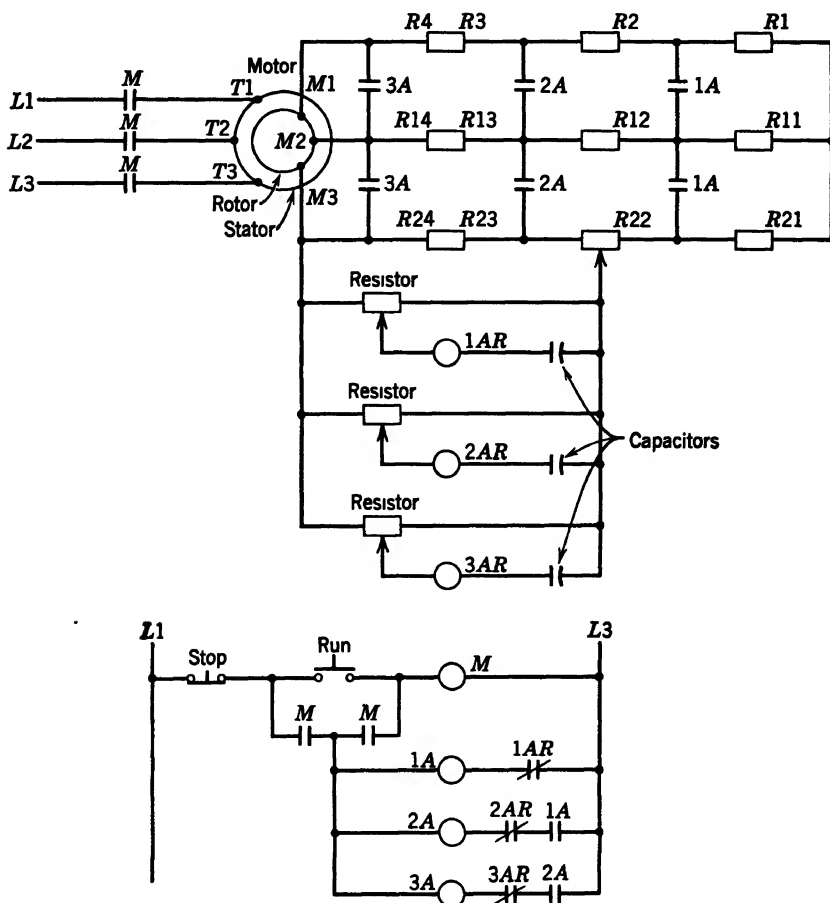 R4 R3 R2 R1
Motor M1 3A 2A 1A
M T1
L1
M T2 M2 R14 R13 R12 R11
L2
M T3 M3 3A 2A 1A
L3
Rotor
Stator
R24 R23 R22 R21
Resistor
1AR
Resistor
2AR
Capacitors
Resistor
3AR
L1 L3
Stop Run M
M M
1A 1AR
2A 2AR 1A
3A 3AR 2A